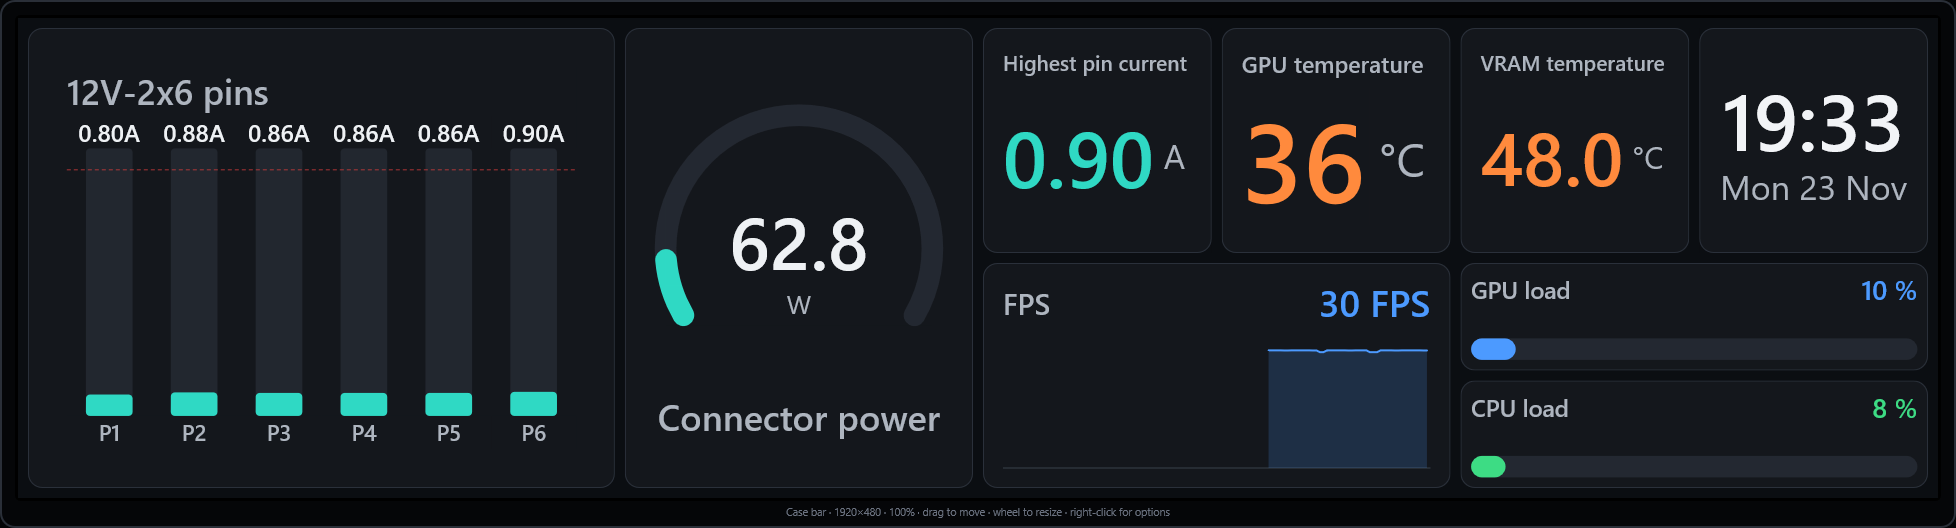 12V-2x6 pins
0.80A 0.88A 0.86A 0.86A 0.86A 0.90A
P1 P2 P3 P4 P5 P6
62.8
W
Connector power
Highest pin current
0.90 A
GPU temperature
36 °C
VRAM temperature
48.0 °C
19:33
Mon 23 Nov
FPS
30 FPS
GPU load
10 %
CPU load
8 %
Case bar · 1920×480 · 100% · drag to move · wheel to resize · right-click for options